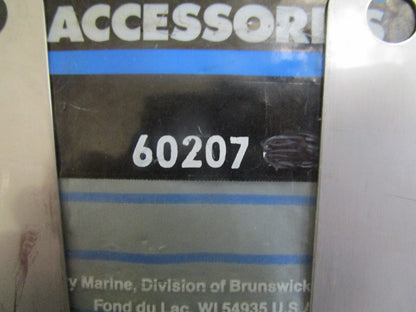 ACCESSORI S
60207
y Marine, Division of Brunswick
Fond du Lac, WI 54935 U.S.